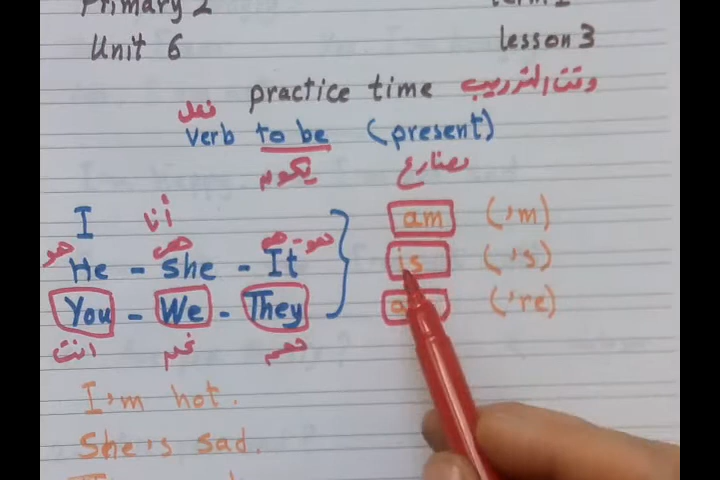 Primary 2
Unit 6
lesson 3
practice time وقت التدريب
فعل
verb to be (present)
يكون مضارع
I أنا am ('m)
هو هي هو - هي
He - She - It is ('s)
You - We - They ('re)
انت نحن هم
I'm hot.
She's sad.